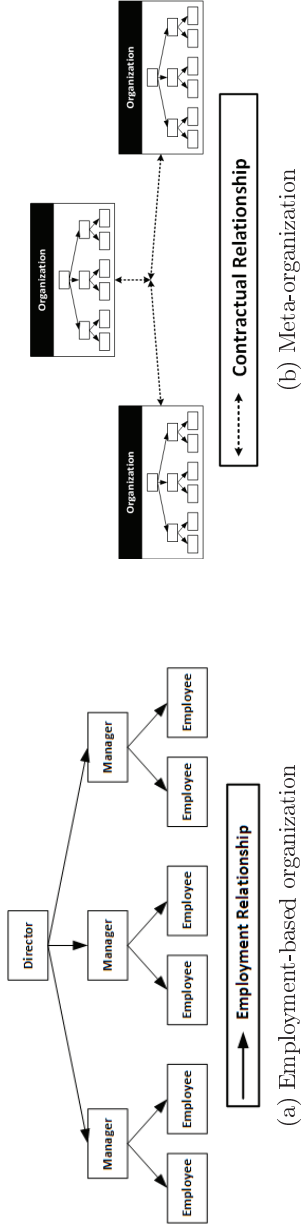 Director
Manager
Manager
Manager
Employee
Employee
Employee
Employee
Employee
Employee
Employment Relationship
(a) Employment-based organization
Organization
Organization
Organization
Contractual Relationship
(b) Meta-organization